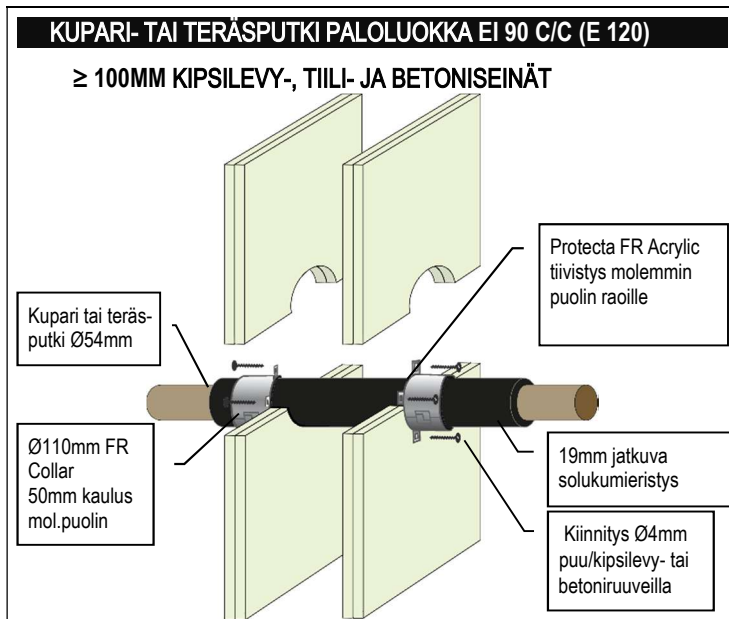 KUPARI- TAI TERÄSPUTKI PALOLUOKKA EI 90 C/C (E 120)
≥ 100MM KIPSILEVY-, TIILI- JA BETONISEINÄT
Protecta FR Acrylic
tiivistys molemmin
puolin raoille
Kupari tai teräs-
putki Ø54mm
Ø110mm FR
Collar
50mm kaulus
mol.puolin
19mm jatkuva
solukumieristys
Kiinnitys Ø4mm
puu/kipsilevy- tai
betoniruuveilla